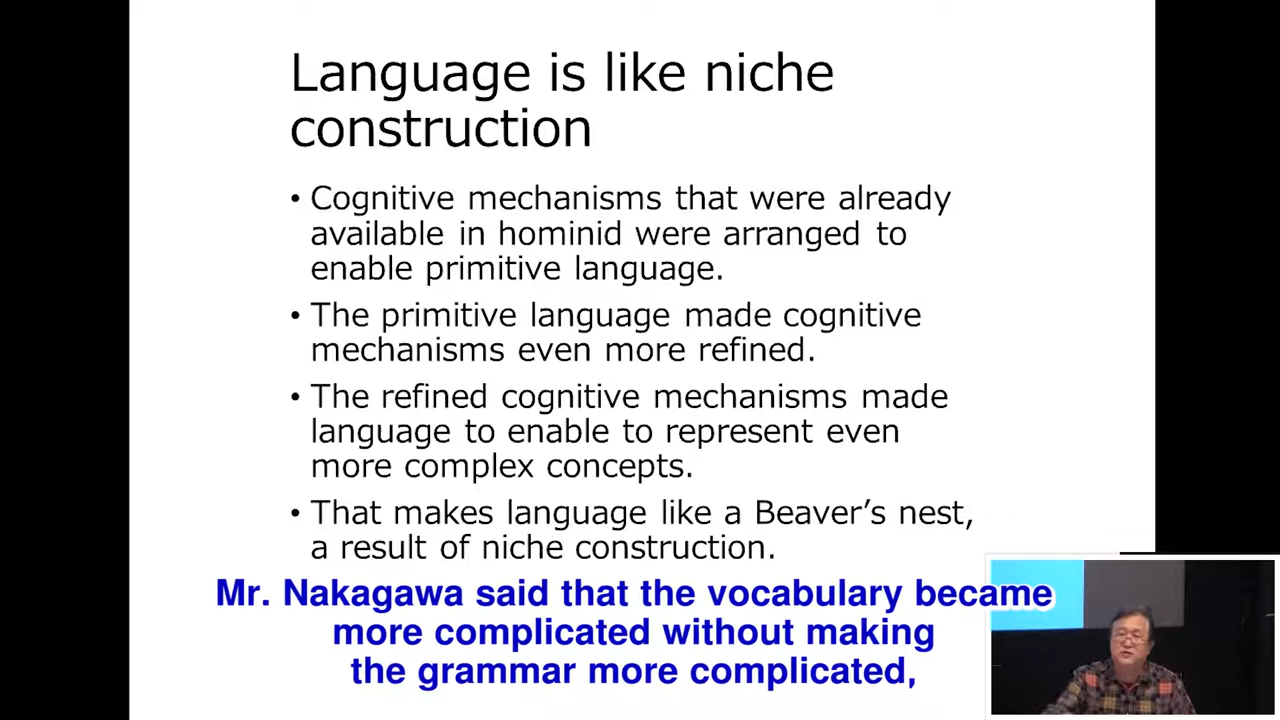 Language is like niche
construction
• Cognitive mechanisms that were already
available in hominid were arranged to
enable primitive language.
• The primitive language made cognitive
mechanisms even more refined.
• The refined cognitive mechanisms made
language to enable to represent even
more complex concepts.
• That makes language like a Beaver’s nest,
a result of niche construction.
Mr. Nakagawa said that the vocabulary became
more complicated without making
the grammar more complicated,